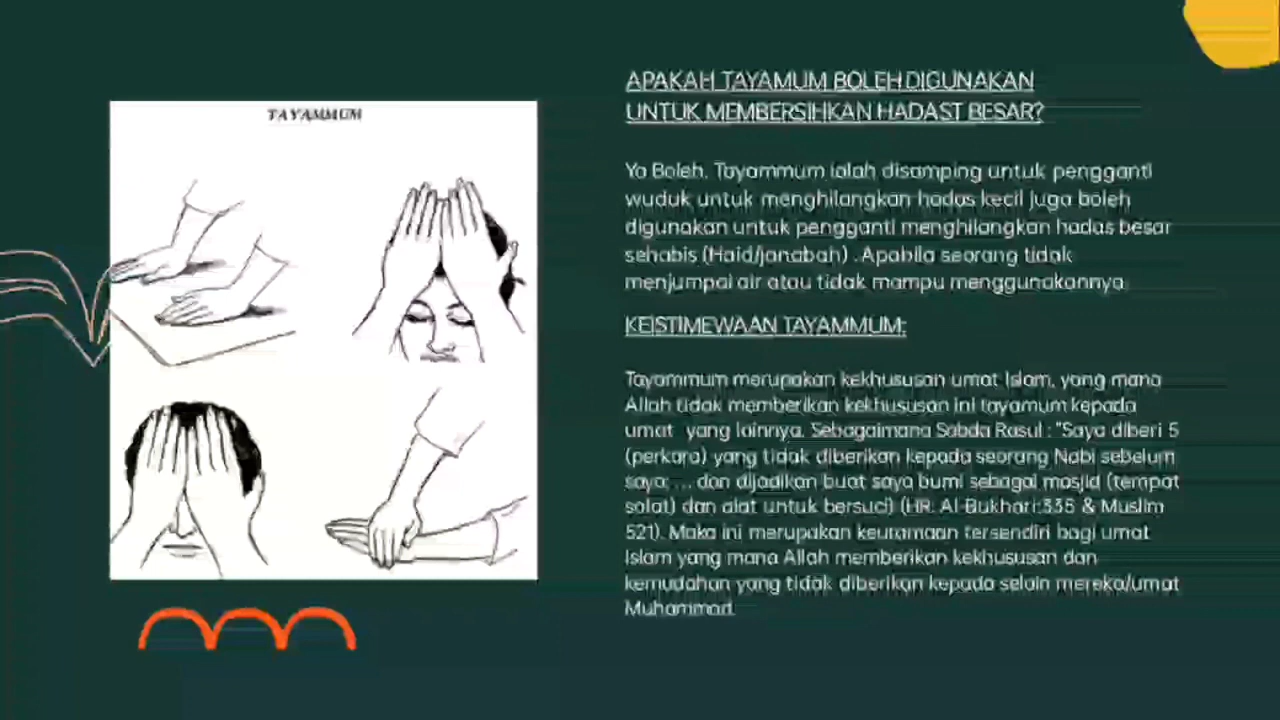 TAYAMMUM
APAKAH TAYAMUM BOLEH DIGUNAKAN
UNTUK MEMBERSIHKAN HADAST BESAR?
Ya Boleh. Tayammum ialah disamping untuk pengganti
wuduk untuk menghilangkan hadas kecil juga boleh
digunakan untuk pengganti menghilangkan hadas besar
sehabis (Haid/janabah) . Apabila seorang tidak
menjumpai air atau tidak mampu menggunakannya
KEISTIMEWAAN TAYAMMUM:
Tayammum merupakan kekhususan umat Islam, yang mana
Allah tidak memberikan kekhususan ini tayamum kepada
umat yang lainnya. Sebagaimana Sabda Rasul : "Saya diberi 5
(perkara) yang tidak diberikan kepada seorang Nabi sebelum
saya: ... dan dijadikan buat saya bumi sebagai masjid (tempat
solat) dan alat untuk bersuci) (HR. Al-Bukhari:335 & Muslim
521). Maka ini merupakan keutamaan tersendiri bagi umat
Islam yang mana Allah memberikan kekhususan dan
kemudahan yang tidak diberikan kepada selain mereka/umat
Muhammad.